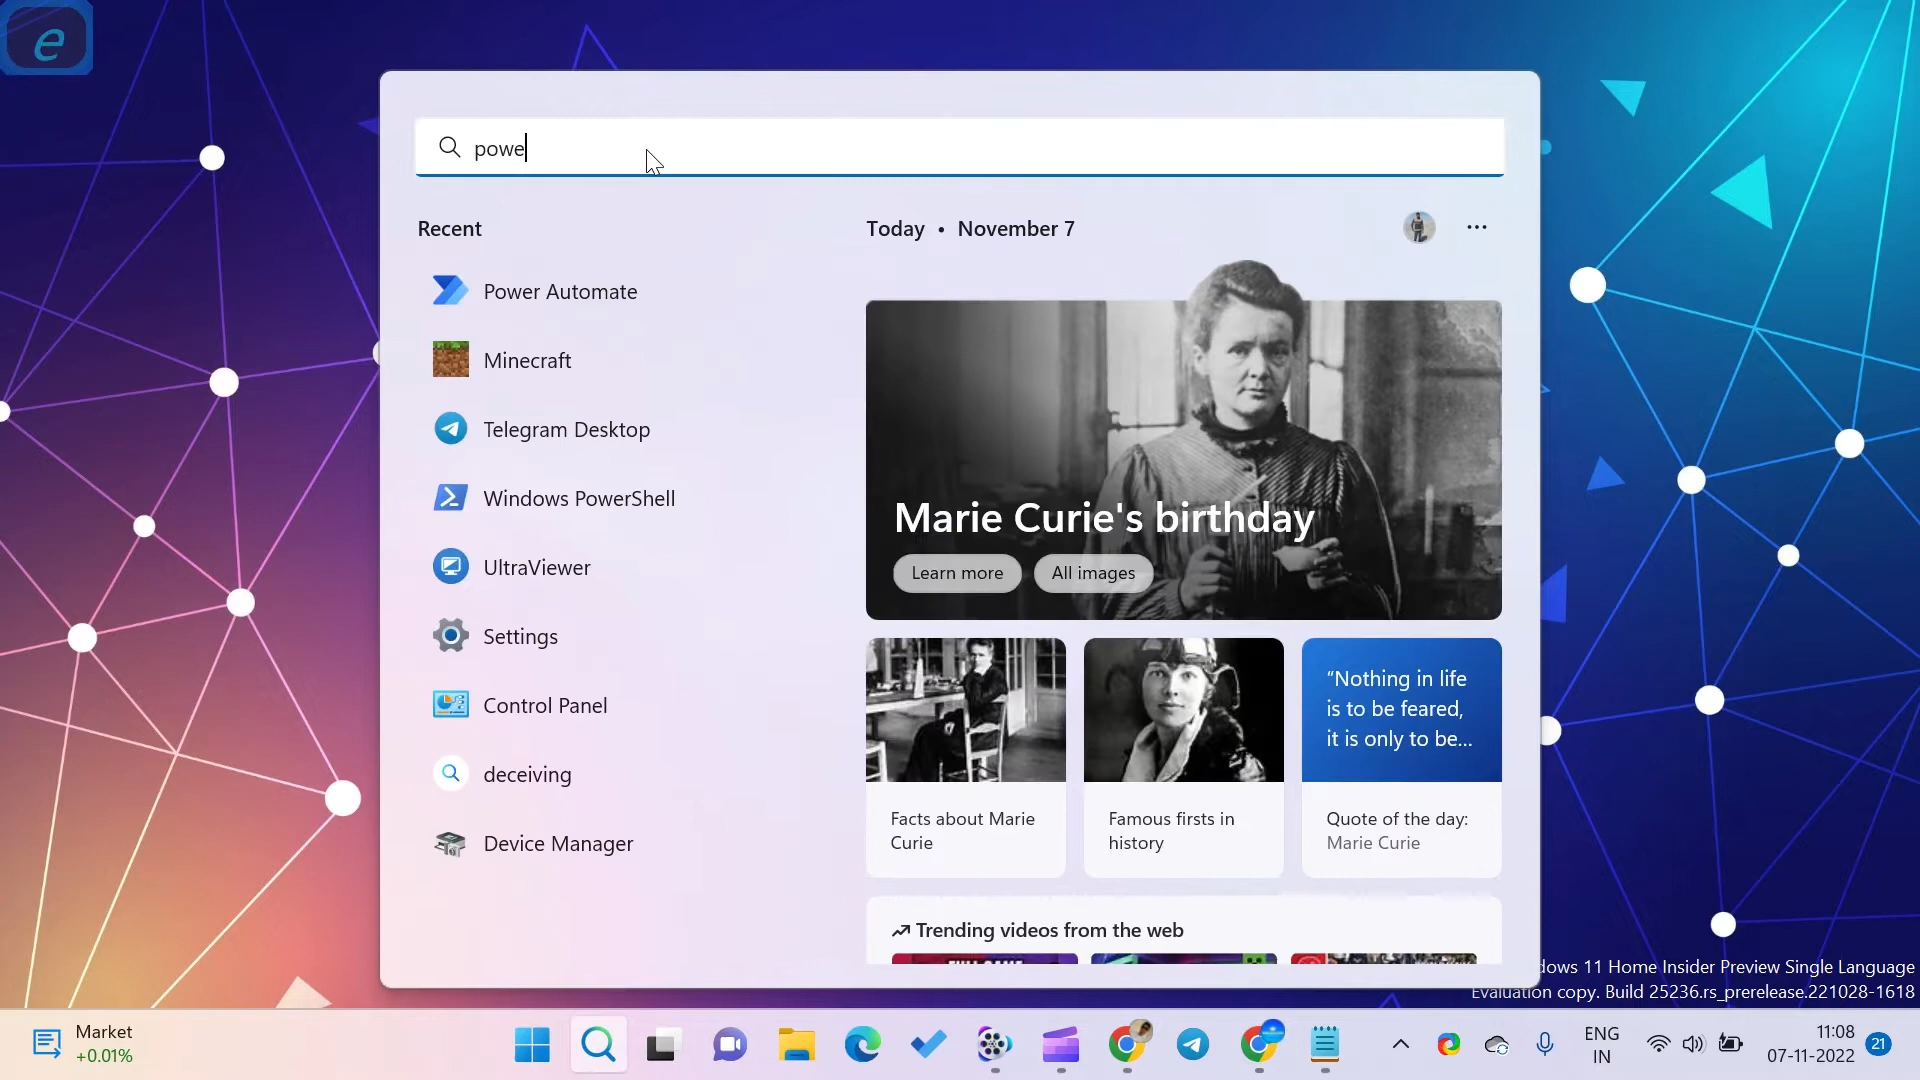 e
powe
Recent
Today • November 7
Power Automate
Minecraft
Telegram Desktop
Windows PowerShell
UltraViewer
Settings
Control Panel
deceiving
Device Manager
Marie Curie's birthday
Learn more
All images
Facts about Marie
Curie
Famous firsts in
history
“Nothing in life
is to be feared,
it is only to be...
Quote of the day:
Marie Curie
Trending videos from the web
dows 11 Home Insider Preview Single Language
Evaluation copy. Build 25236.rs_prerelease.221028-1618
Market
+0.01%
ENG
IN
11:08
07-11-2022
21